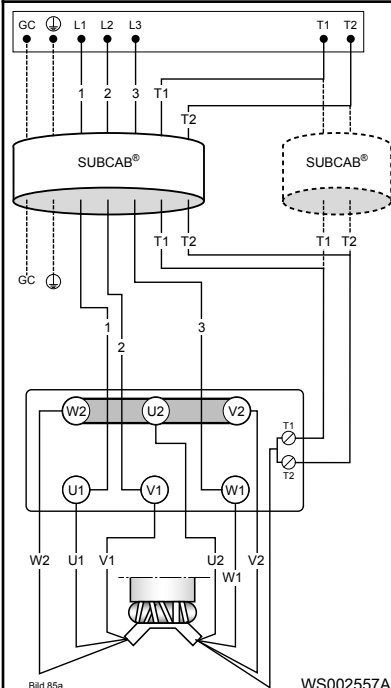 GC L1 L2 L3 T1 T2
1 2 3 T1
T2
SUBCAB® SUBCAB®
T1 T2 T1 T2
GC
1
2
3
W2 U2 V2
T1
T2
U1 V1 W1
W2 U1 V1 U2 V2
W1
Bild 85a
WS002557A